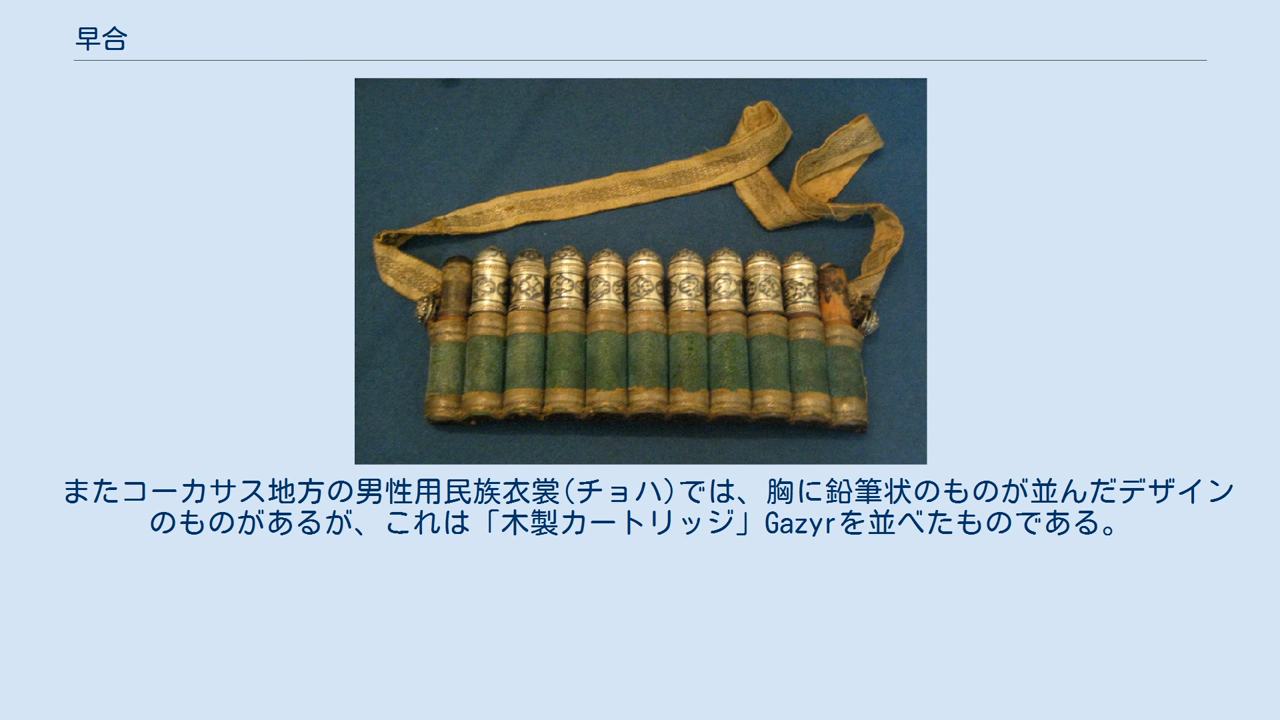 早合
またコーカサス地方の男性用民族衣裳(チョハ)では、胸に鉛筆状のものが並んだデザイン
のものがあるが、これは「木製カートリッジ」Gazyrを並べたものである。